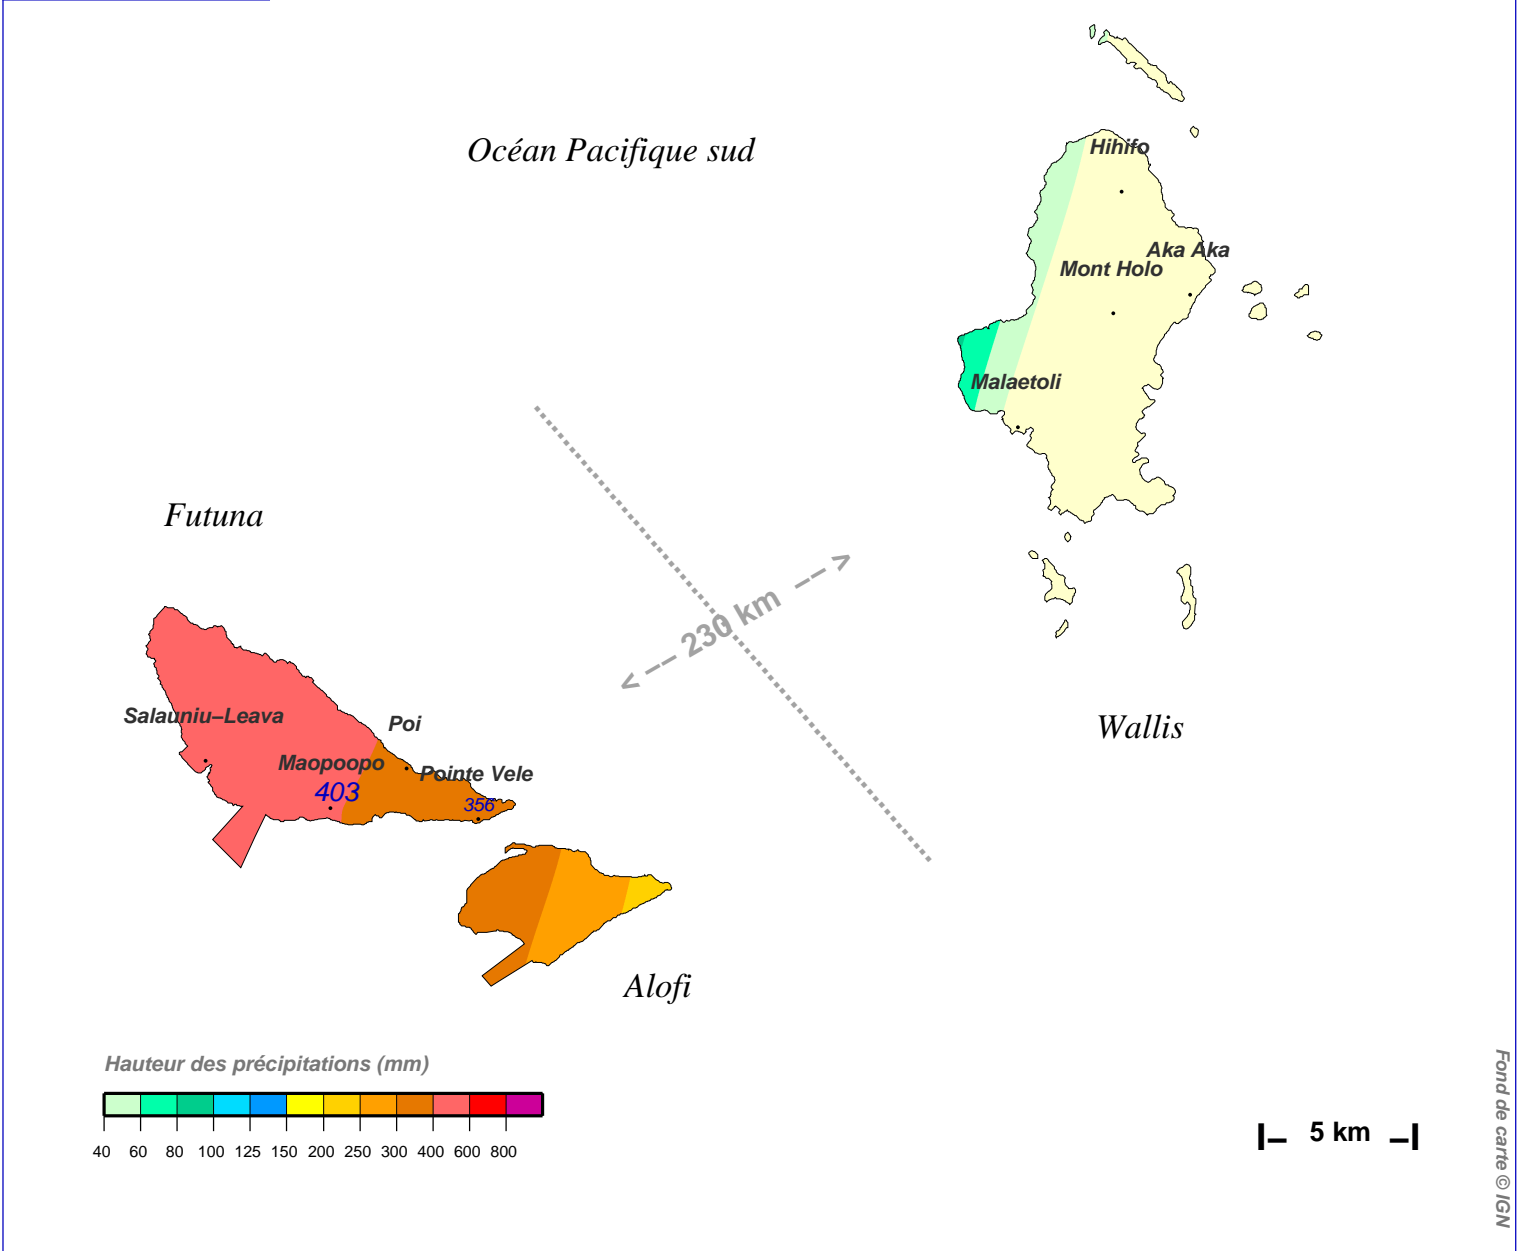 Hihifo
Océan Pacifique sud
Aka Aka
Mont Holo
Malaetoli
Futuna
230 km
Salauniu–Leava
Poi
Wallis
Maopoopo
Pointe Vele
403
356
Alofi
Hauteur des précipitations (mm)
40 60 80 100 125 150 200 250 300 400 600 800
5 km
Fond de carte © IGN